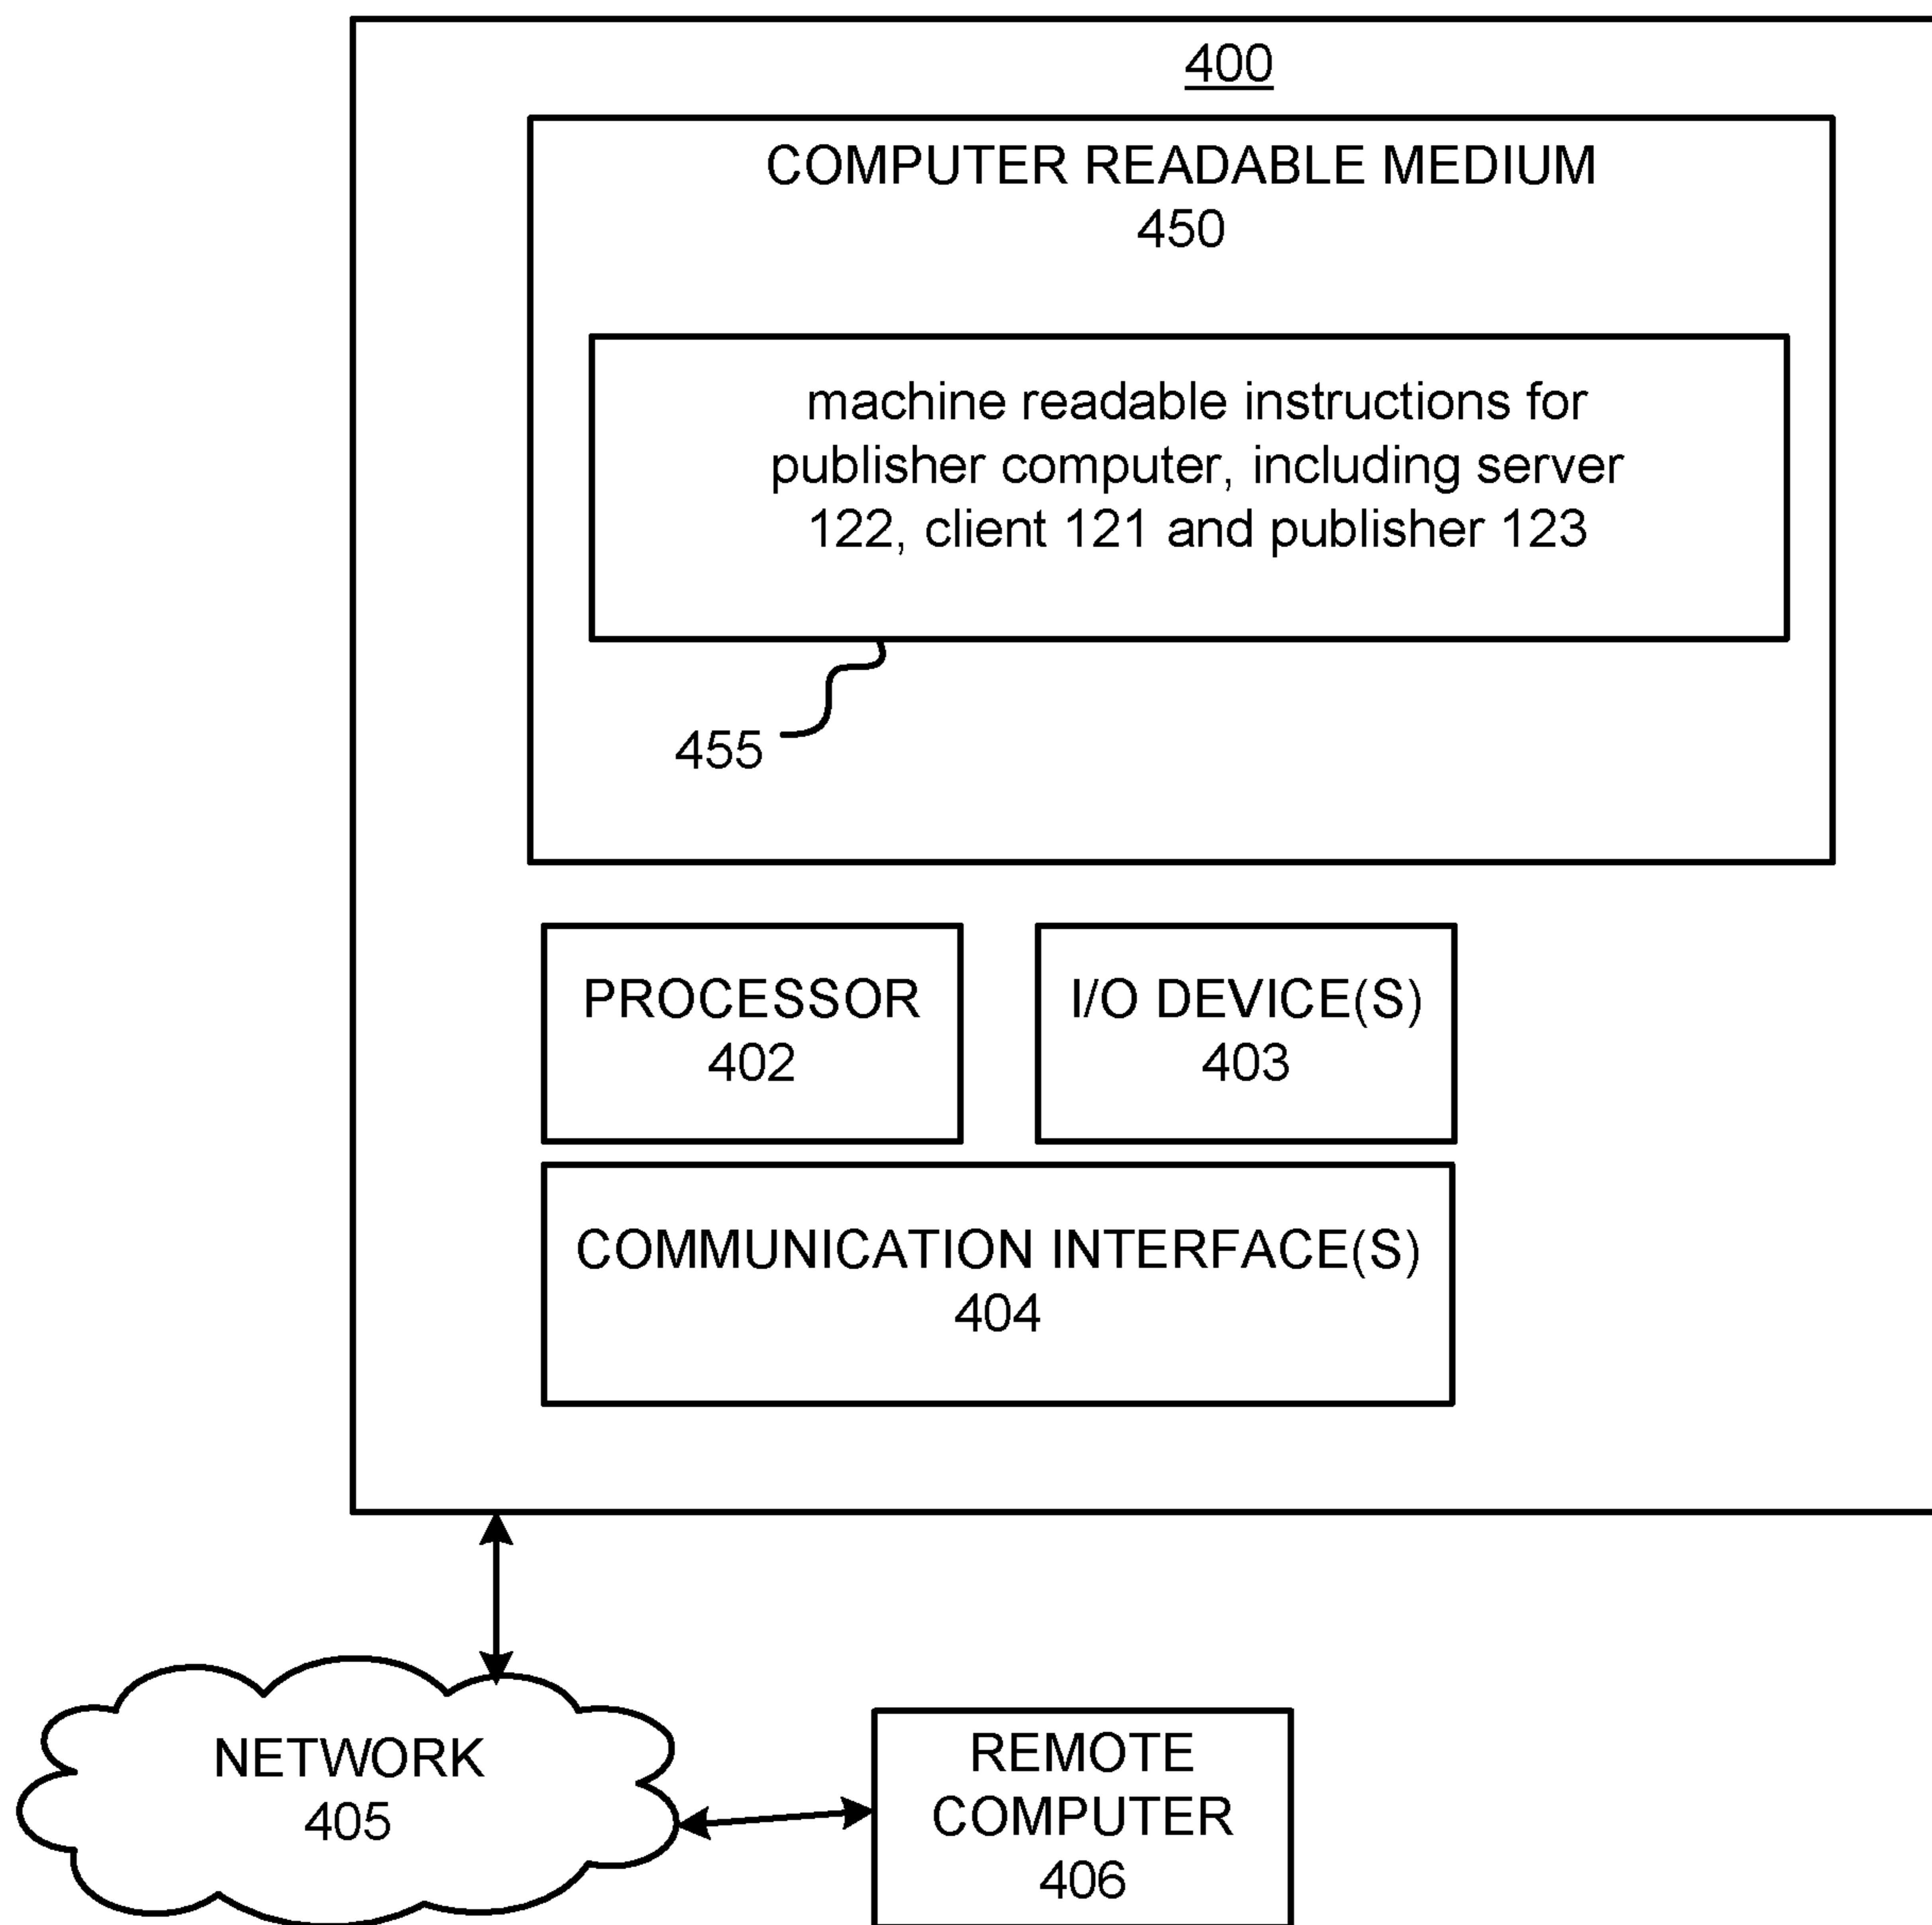 400
COMPUTER READABLE MEDIUM
450
machine readable instructions for
publisher computer, including server
122, client 121 and publisher 123
455
PROCESSOR
402
I/O DEVICE(S)
403
COMMUNICATION INTERFACE(S)
404
NETWORK
405
REMOTE
COMPUTER
406